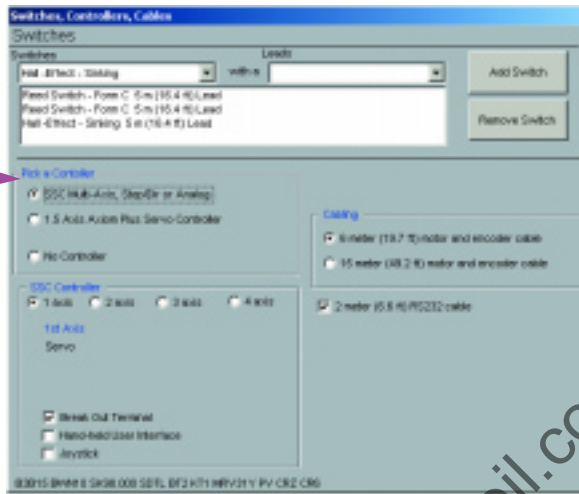 Switches, Controllers, Cables
Switches
Switches
Leads
Hall-Effect - Sinking
with a
Add Switch
Reed Switch - Form C 5 m (16.4 ft) Lead
Reed Switch - Form C 5 m (16.4 ft) Lead
Hall-Effect - Sinking 5 m (16.4 ft) Lead
Remove Switch
Pick a Controller
SSC Multi-Axis, Step/Dir or Analog
1.5 Axis Axiom Plus Servo Controller
No Controller
Cabling
6 meter (19.7 ft) motor and encoder cable
15 meter (49.2 ft) motor and encoder cable
SSC Controller
1 axis 2 axis 3 axis 4 axis
2 meter (6.6 ft) RS232 cable
1st Axis
Servo
Break Out Terminal
Hand-held User Interface
Joystick